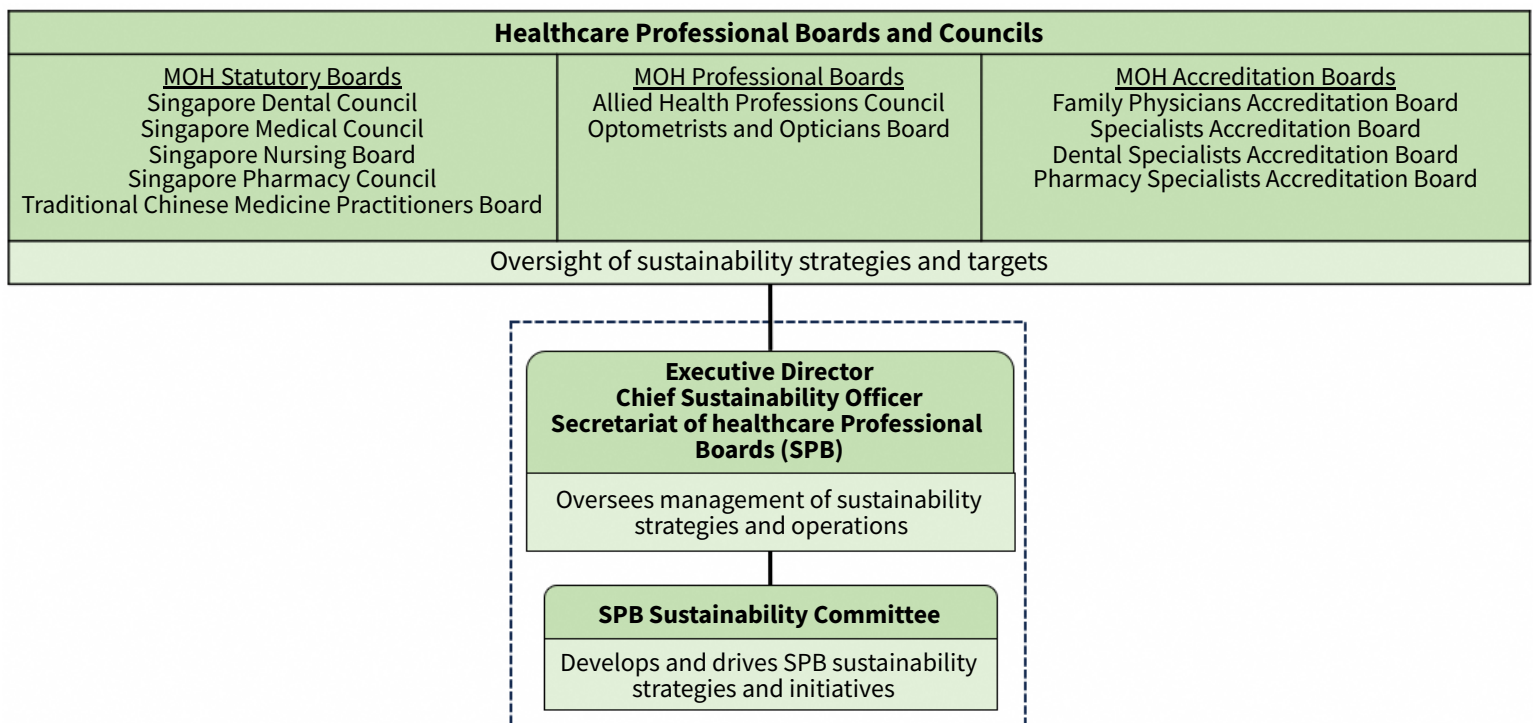 Healthcare Professional Boards and Councils
MOH Statutory Boards
Singapore Dental Council
Singapore Medical Council
Singapore Nursing Board
Singapore Pharmacy Council
Traditional Chinese Medicine Practitioners Board
MOH Professional Boards
Allied Health Professions Council
Optometrists and Opticians Board
MOH Accreditation Boards
Family Physicians Accreditation Board
Specialists Accreditation Board
Dental Specialists Accreditation Board
Pharmacy Specialists Accreditation Board
Oversight of sustainability strategies and targets
Executive Director
Chief Sustainability Officer
Secretariat of healthcare Professional
Boards (SPB)
Oversees management of sustainability
strategies and operations
SPB Sustainability Committee
Develops and drives SPB sustainability
strategies and initiatives